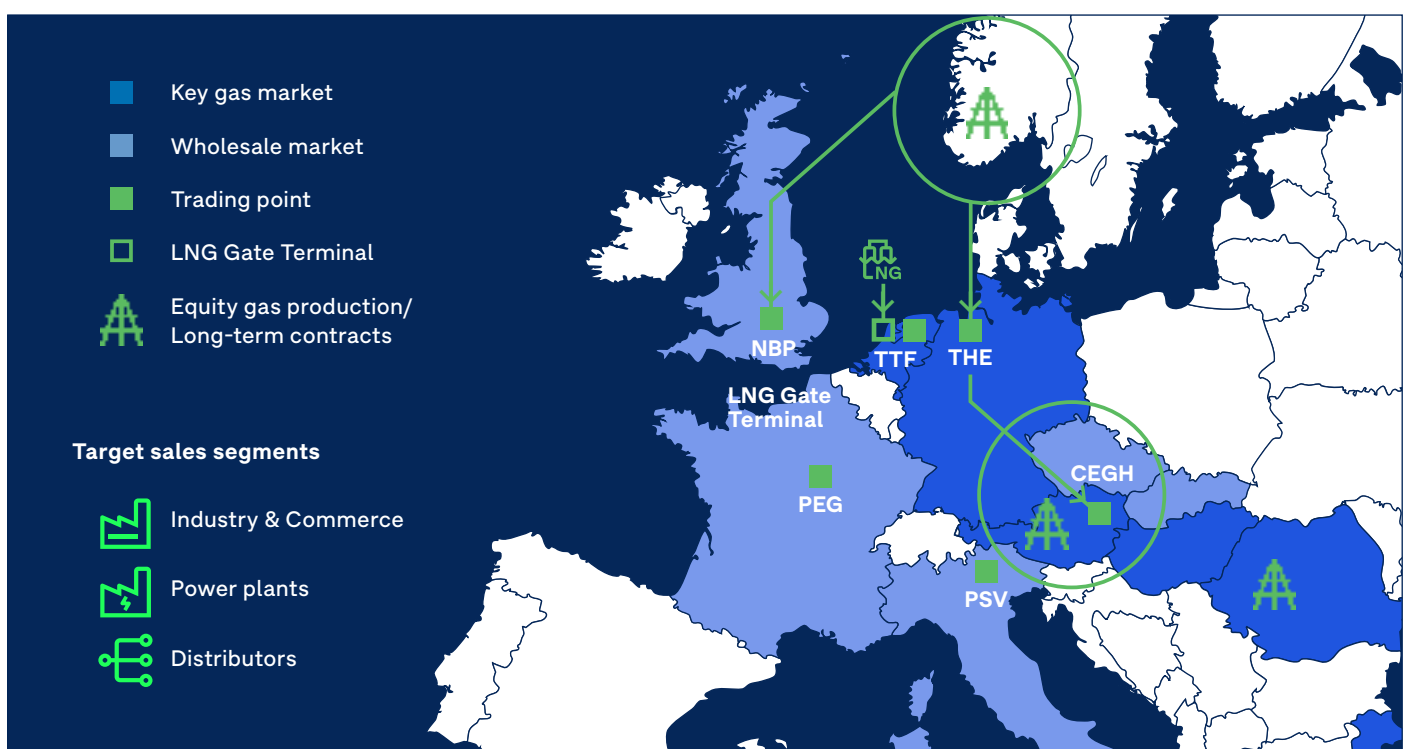 Key gas market
Wholesale market
Trading point
LNG Gate Terminal
Equity gas production/
Long-term contracts
Target sales segments
Industry & Commerce
Power plants
Distributors
LNG
NBP
TTF
THE
LNG Gate
Terminal
CEGH
PEG
PSV